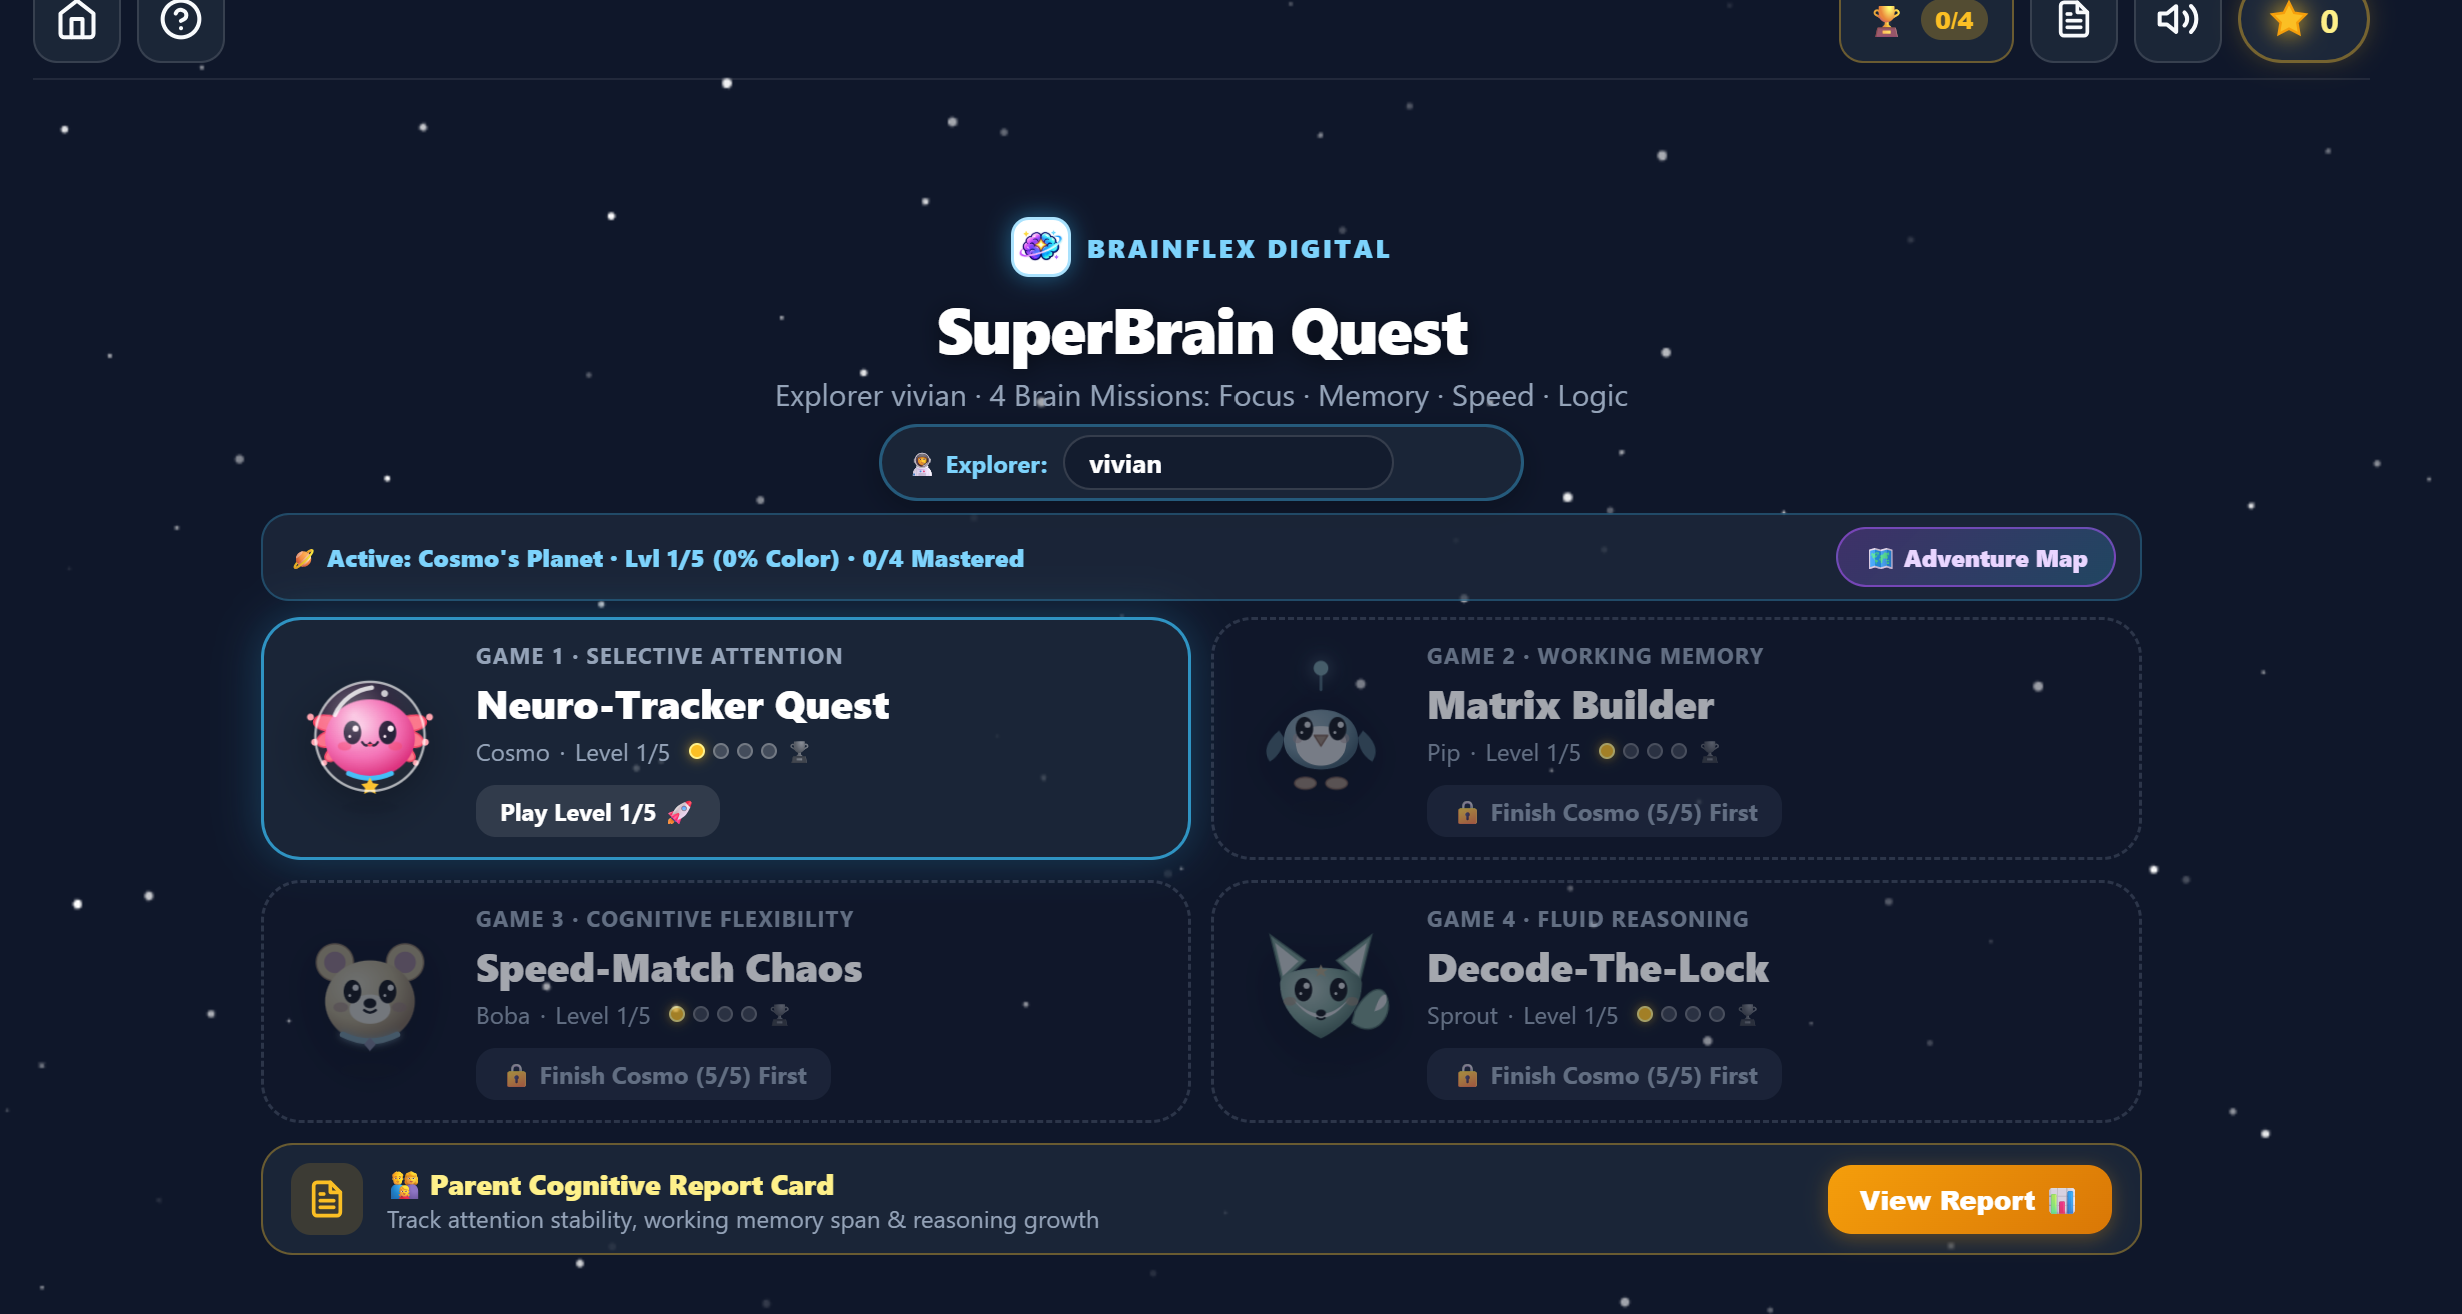 0/4
0
BRAINFLEX DIGITAL
SuperBrain Quest
Explorer vivian · 4 Brain Missions: Focus · Memory · Speed · Logic
Explorer: vivian
Active: Cosmo's Planet · Lvl 1/5 (0% Color) · 0/4 Mastered
Adventure Map
GAME 1 · SELECTIVE ATTENTION
Neuro-Tracker Quest
Cosmo · Level 1/5
Play Level 1/5
GAME 2 · WORKING MEMORY
Matrix Builder
Pip · Level 1/5
Finish Cosmo (5/5) First
GAME 3 · COGNITIVE FLEXIBILITY
Speed-Match Chaos
Boba · Level 1/5
Finish Cosmo (5/5) First
GAME 4 · FLUID REASONING
Decode-The-Lock
Sprout · Level 1/5
Finish Cosmo (5/5) First
Parent Cognitive Report Card
Track attention stability, working memory span & reasoning growth
View Report